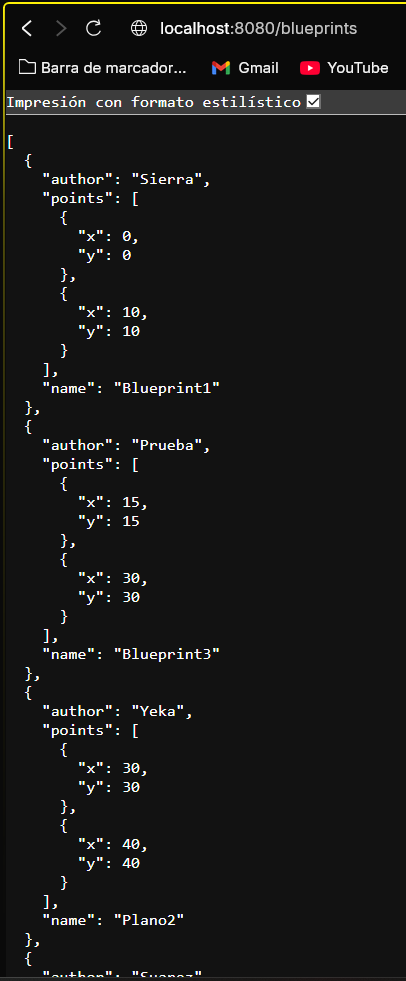 localhost:8080/blueprints
Barra de marcador... Gmail YouTube
Impresión con formato estilístico
[
  {
    "author": "Sierra",
    "points": [
      {
        "x": 0,
        "y": 0
      },
      {
        "x": 10,
        "y": 10
      }
    ],
    "name": "Blueprint1"
  },
  {
    "author": "Prueba",
    "points": [
      {
        "x": 15,
        "y": 15
      },
      {
        "x": 30,
        "y": 30
      }
    ],
    "name": "Blueprint3"
  },
  {
    "author": "Yeka",
    "points": [
      {
        "x": 30,
        "y": 30
      },
      {
        "x": 40,
        "y": 40
      }
    ],
    "name": "Plano2"
  },
  {
    "author": "Suarez"